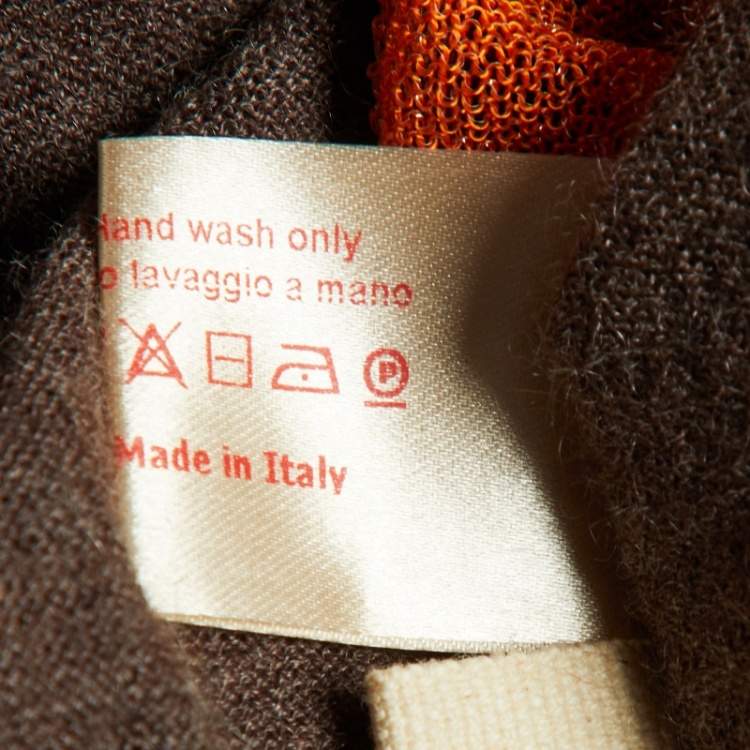 Hand wash only
o lavaggio a mano
P
Made in Italy